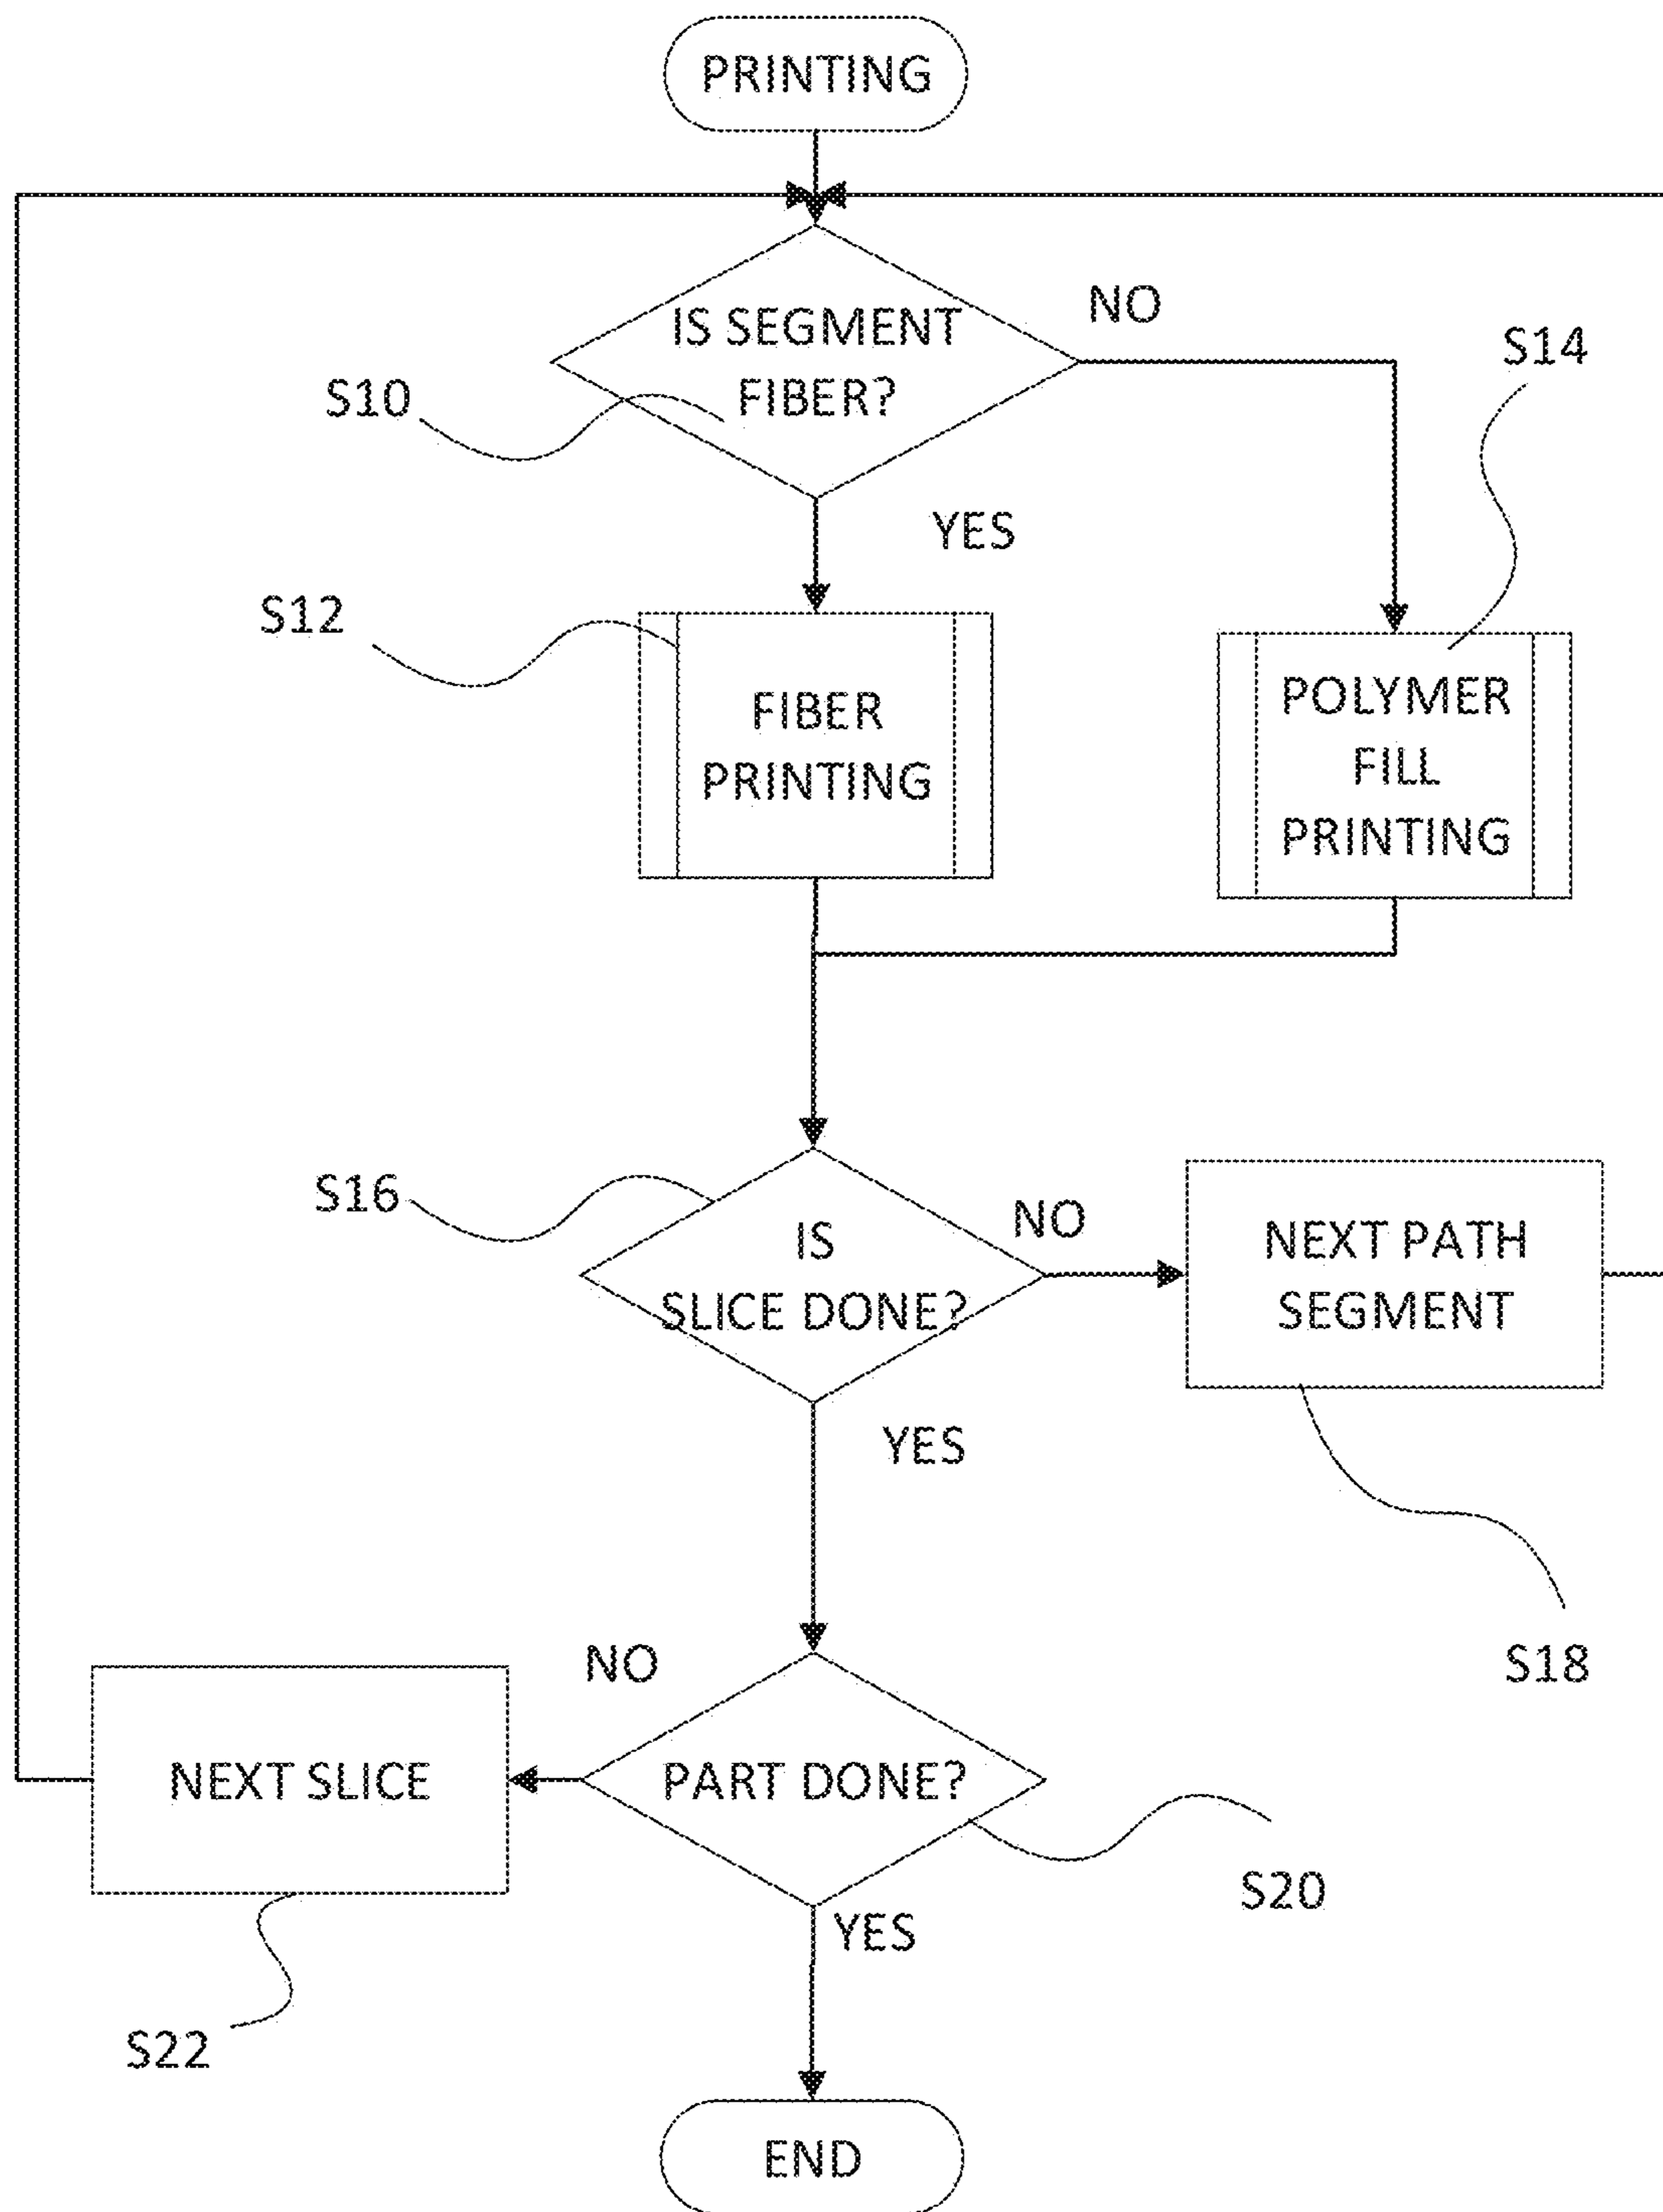 PRINTING
IS SEGMENT
FIBER?
NO
S10
S14
YES
S12
FIBER
PRINTING
POLYMER
FILL
PRINTING
S16
IS
SLICE DONE?
NO
NEXT PATH
SEGMENT
YES
S18
NO
NEXT SLICE
PART DONE?
S20
YES
S22
END